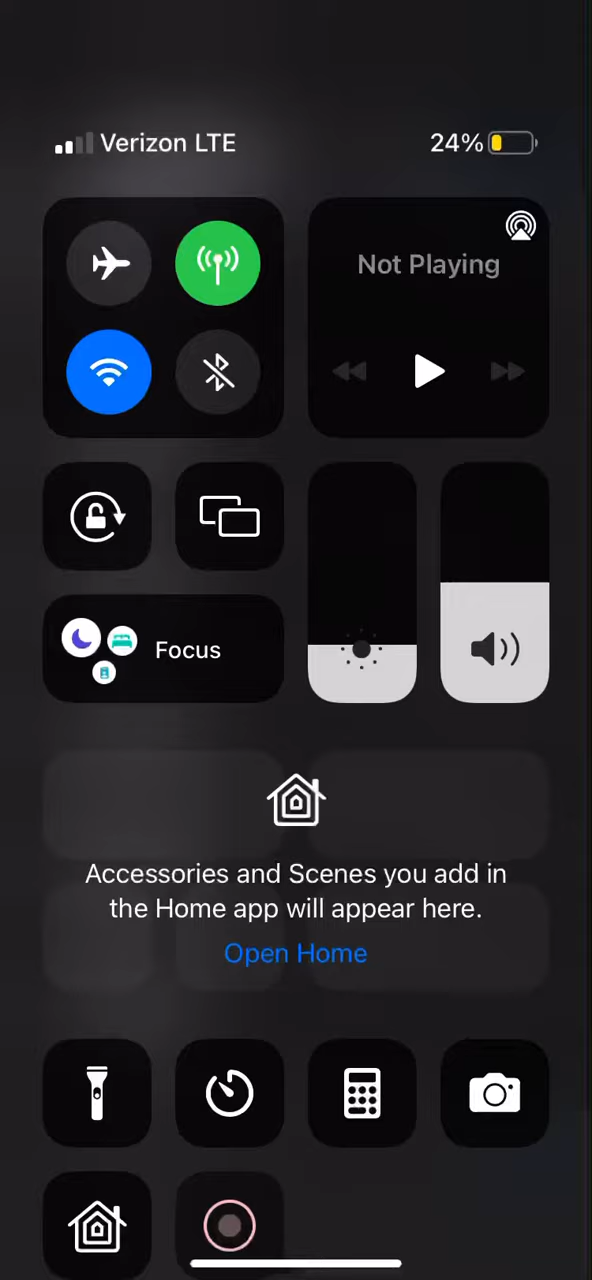 Verizon LTE
24%
Not Playing
Focus
Accessories and Scenes you add in
the Home app will appear here.
Open Home